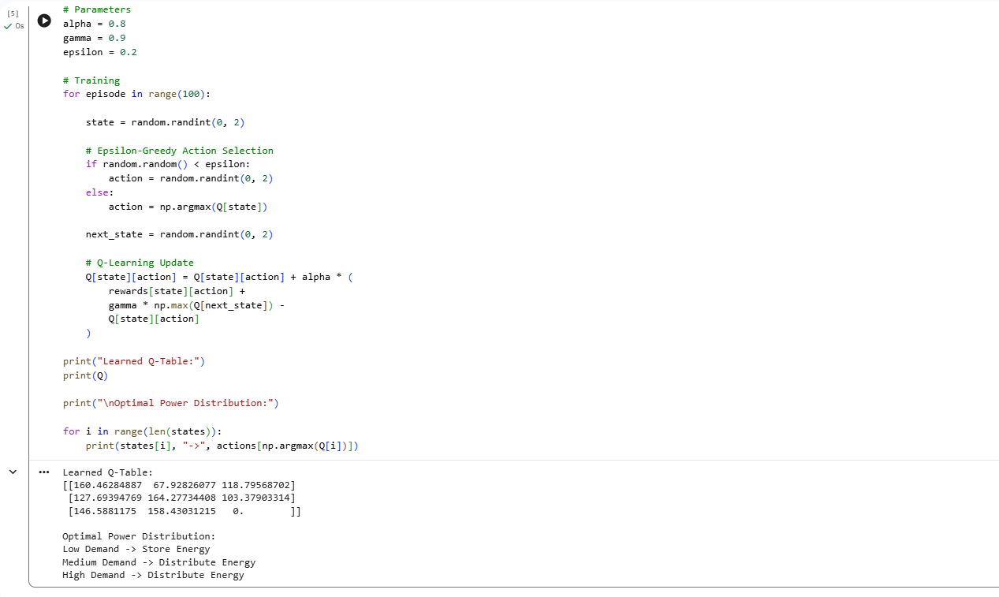 [5]
✓ 0s
# Parameters
alpha = 0.8
gamma = 0.9
epsilon = 0.2

# Training
for episode in range(100):

    state = random.randint(0, 2)

    # Epsilon-Greedy Action Selection
    if random.random() < epsilon:
        action = random.randint(0, 2)
    else:
        action = np.argmax(Q[state])

    next_state = random.randint(0, 2)

    # Q-Learning Update
    Q[state][action] = Q[state][action] + alpha * (
        rewards[state][action] +
        gamma * np.max(Q[next_state]) -
        Q[state][action]
    )

print("Learned Q-Table:")
print(Q)

print("\nOptimal Power Distribution:")

for i in range(len(states)):
    print(states[i], "->", actions[np.argmax(Q[i])])

Learned Q-Table:
[[160.46284887  67.92826077 118.79568702]
 [127.69394769 164.27734408 103.37903314]
 [146.5881175  158.43031215   0.        ]]

Optimal Power Distribution:
Low Demand -> Store Energy
Medium Demand -> Distribute Energy
High Demand -> Distribute Energy